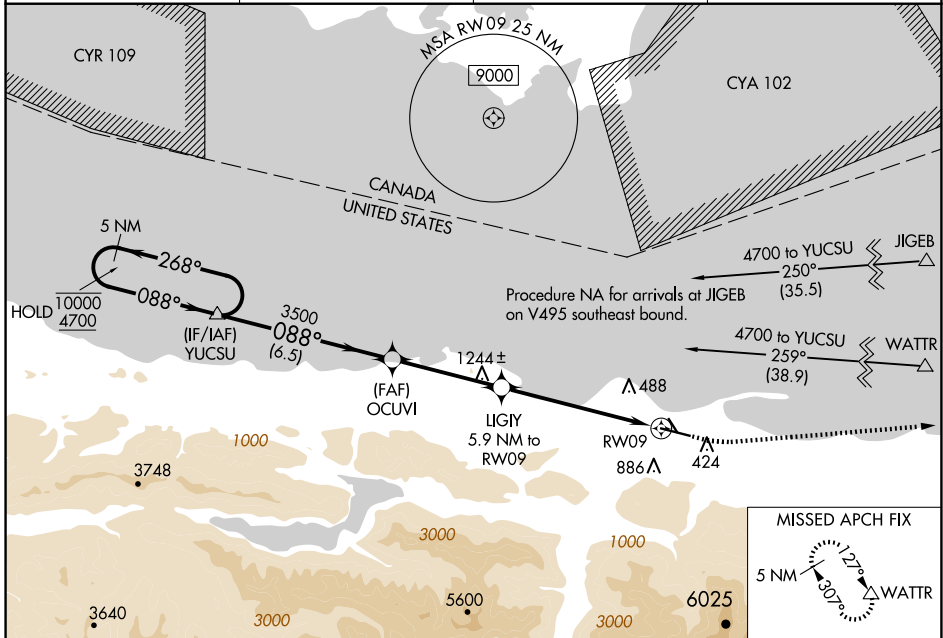 CYR 109
MSA RW09 25 NM
9000
CYA 102
CANADA
UNITED STATES
5 NM
268°
088°
HOLD
10000
4700
(IF/IAF)
YUCSU
3500
088°
(6.5)
(FAF)
OCUVI
1244 ±
LIGIY
5.9 NM to
RW09
488
RW09
886
424
4700 to YUCSU
250°
(35.5)
JIGEB
Procedure NA for arrivals at JIGEB
on V495 southeast bound.
4700 to YUCSU
259°
(38.9)
WATTR
1000
3748
3000
1000
3640
3000
5600
3000
6025
MISSED APCH FIX
5 NM
127°
307°
WATTR